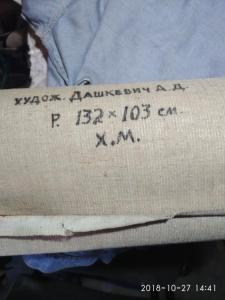 ХУДОЖ. ДАШКЕВИЧ А.Д.
Р. 132×103 см.
Х.М.
2018-10-27 14:41